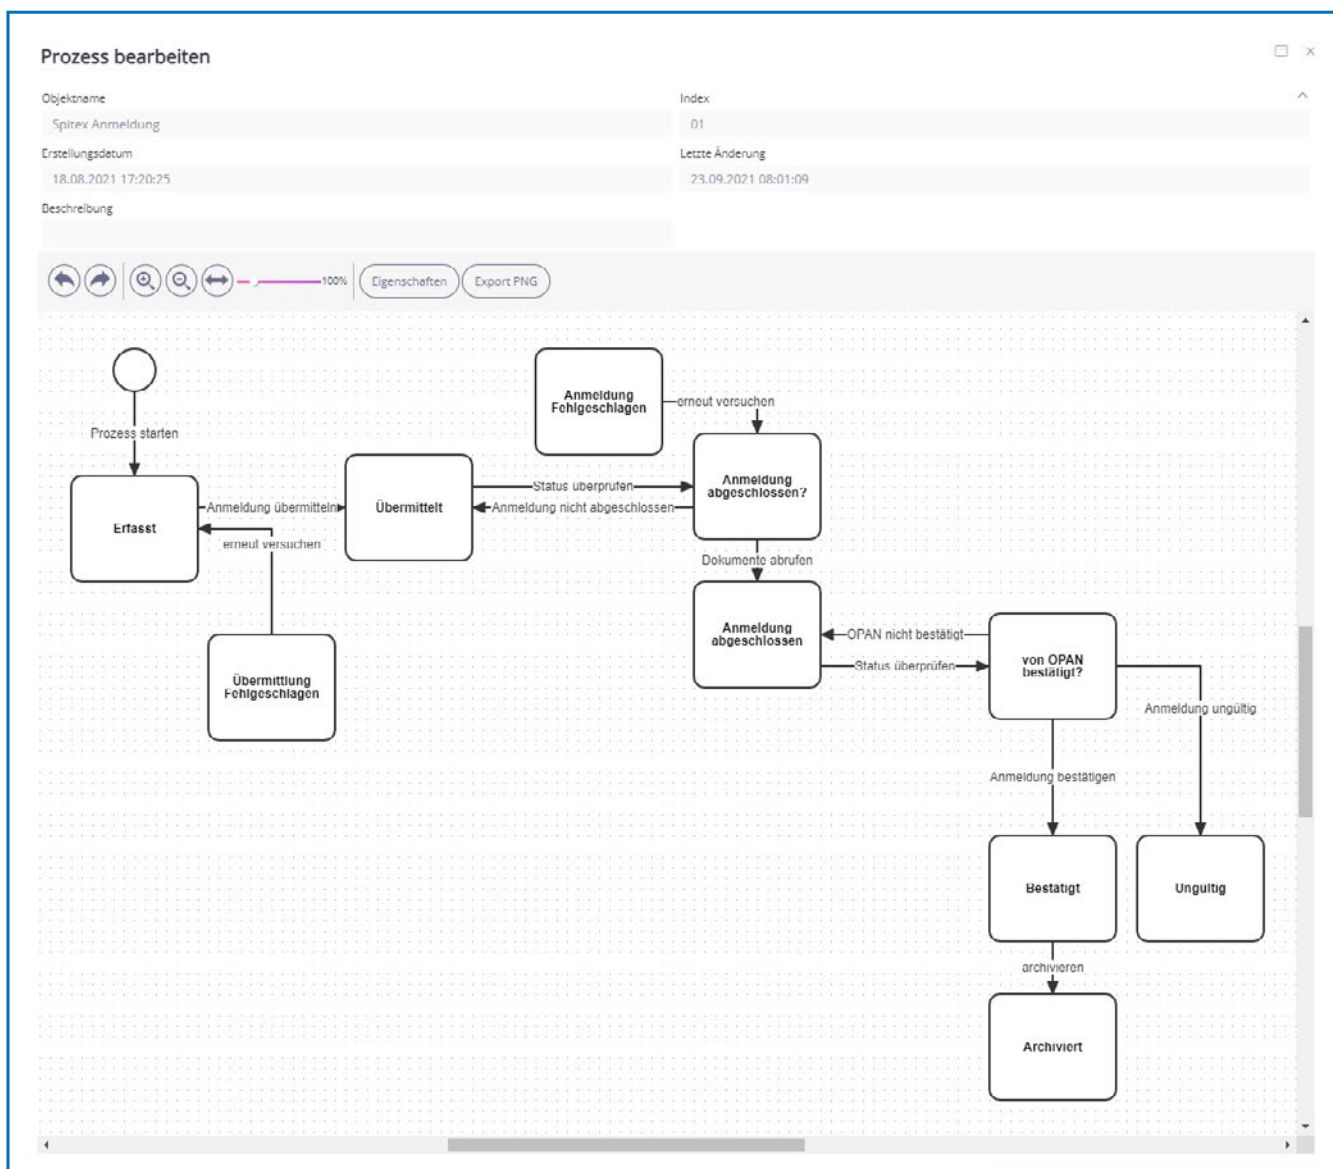 Prozess bearbeiten
Objektname
Index
Spitex Anmeldung
01
Erstellungsdatum
Letzte Änderung
18.08.2021 17:20:25
23.09.2021 08:01:09
Beschreibung
100%
Eigenschaften
Export PNG
Anmeldung
Fehlgeschlagen
erneut versuchen
Prozess starten
Anmeldung
abgeschlossen?
Status überprüfen
Anmeldung übermitteln
Übermittelt
Anmeldung nicht abgeschlossen
Erfasst
erneut versuchen
Dokumente abrufen
Anmeldung
abgeschlossen
OPAN nicht bestätigt
Status überprüfen
von OPAN
bestätigt?
Übermittlung
Fehlgeschlagen
Anmeldung ungültig
Anmeldung bestätigen
Bestätigt
Ungültig
archivieren
Archiviert